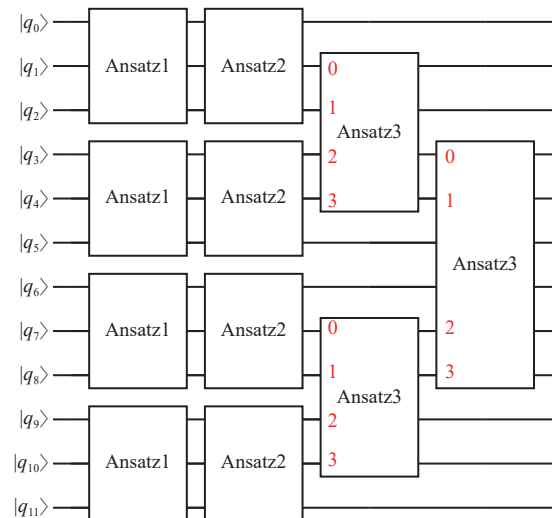 |q₀⟩
|q₁⟩ Ansatz1 Ansatz2 0
|q₂⟩ 1
Ansatz3
|q₃⟩ 2 0
|q₄⟩ Ansatz1 Ansatz2 3 1
|q₅⟩
Ansatz3
|q₆⟩
|q₇⟩ Ansatz1 Ansatz2 0 2
|q₈⟩ 1 3
Ansatz3
|q₉⟩ 2
|q₁₀⟩ Ansatz1 Ansatz2 3
|q₁₁⟩